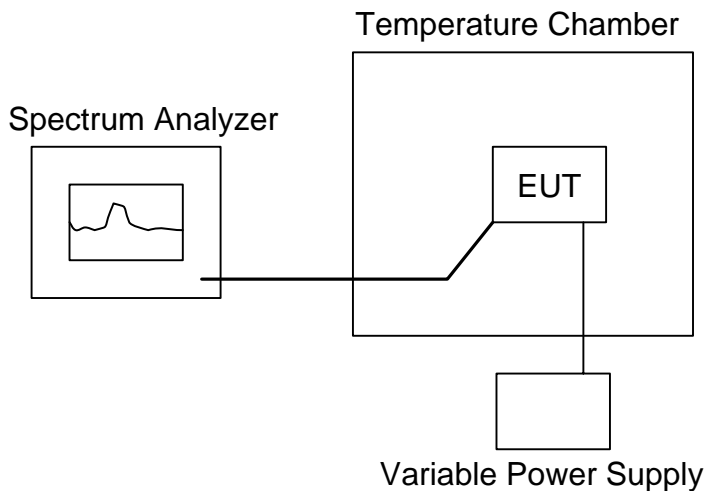 Temperature Chamber
Spectrum Analyzer
EUT
Variable Power Supply